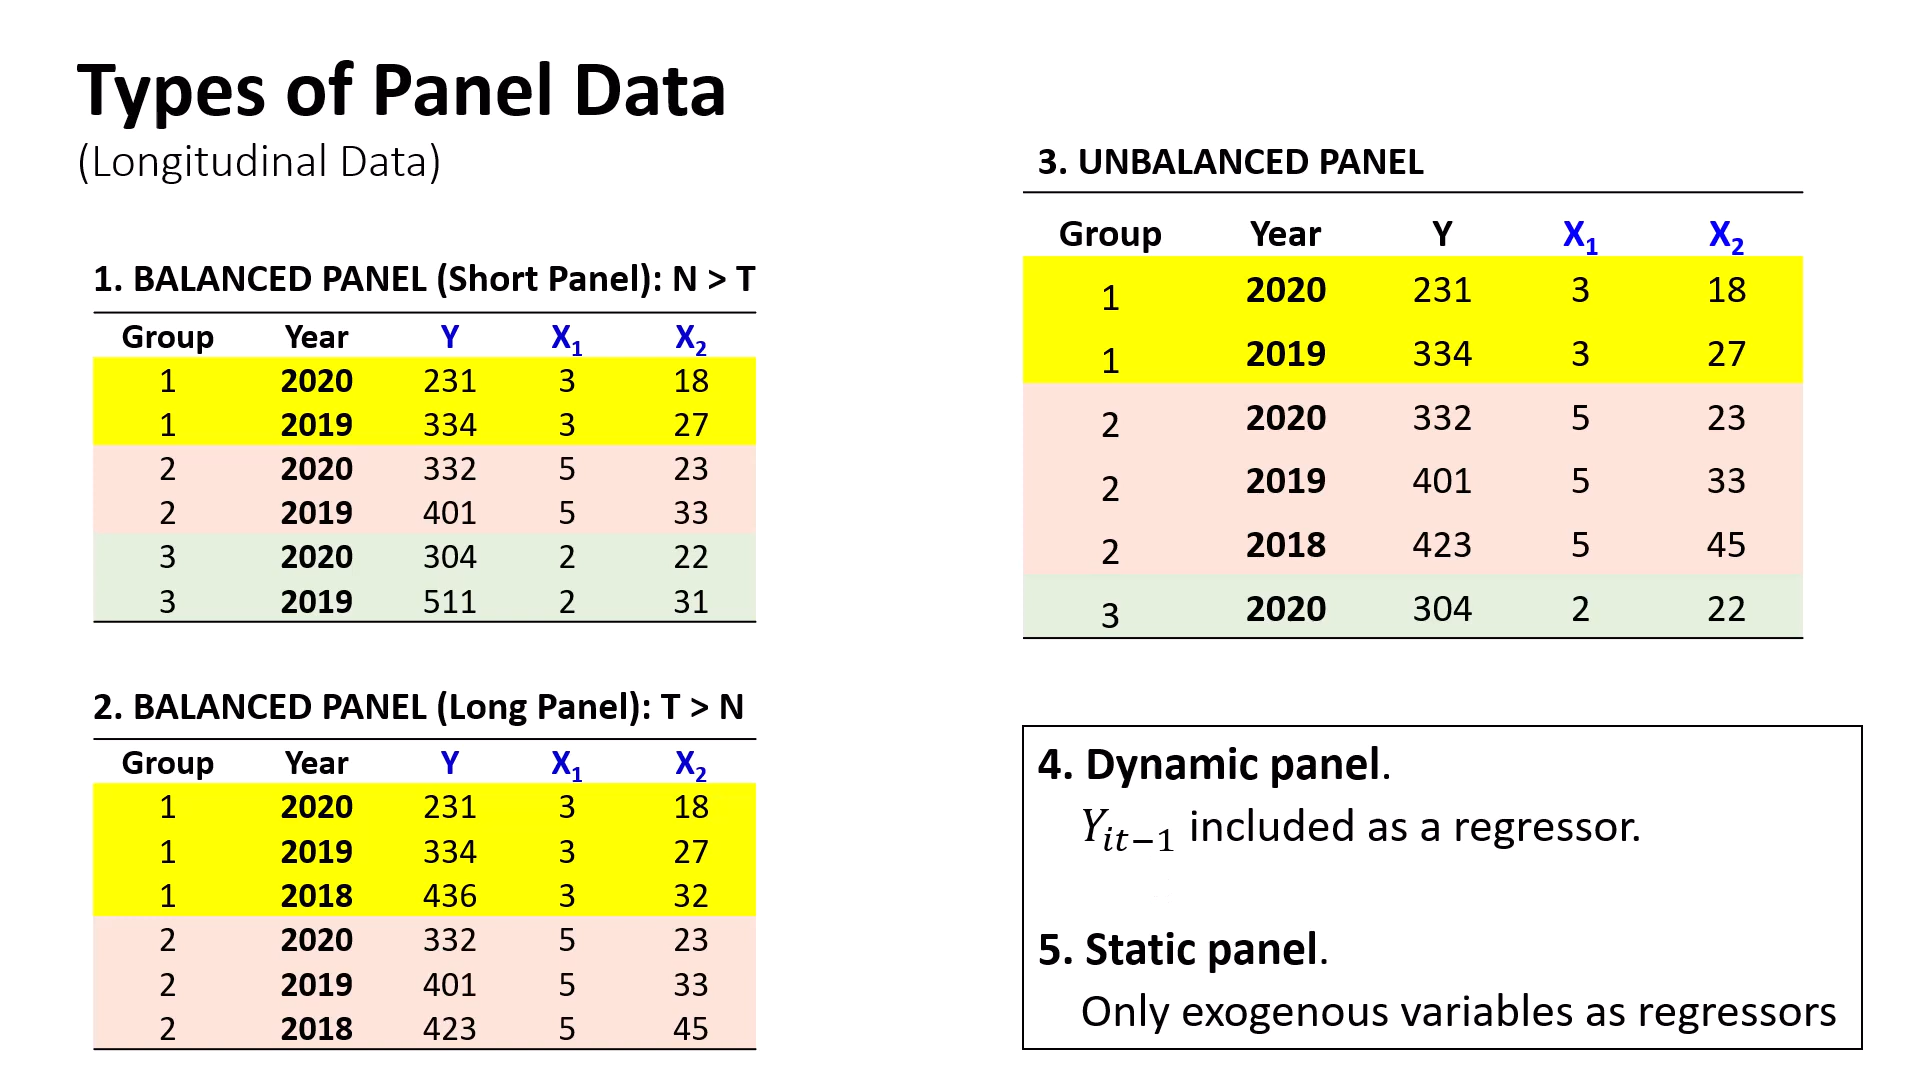 Types of Panel Data
(Longitudinal Data)
1. BALANCED PANEL (Short Panel): N > T
Group Year Y X₁ X₂
1 2020 231 3 18
1 2019 334 3 27
2 2020 332 5 23
2 2019 401 5 33
3 2020 304 2 22
3 2019 511 2 31
2. BALANCED PANEL (Long Panel): T > N
Group Year Y X₁ X₂
1 2020 231 3 18
1 2019 334 3 27
1 2018 436 3 32
2 2020 332 5 23
2 2019 401 5 33
2 2018 423 5 45
3. UNBALANCED PANEL
Group Year Y X₁ X₂
1 2020 231 3 18
1 2019 334 3 27
2 2020 332 5 23
2 2019 401 5 33
2 2018 423 5 45
3 2020 304 2 22
4. Dynamic panel.
Yᵢₜ₋₁ included as a regressor.
5. Static panel.
Only exogenous variables as regressors